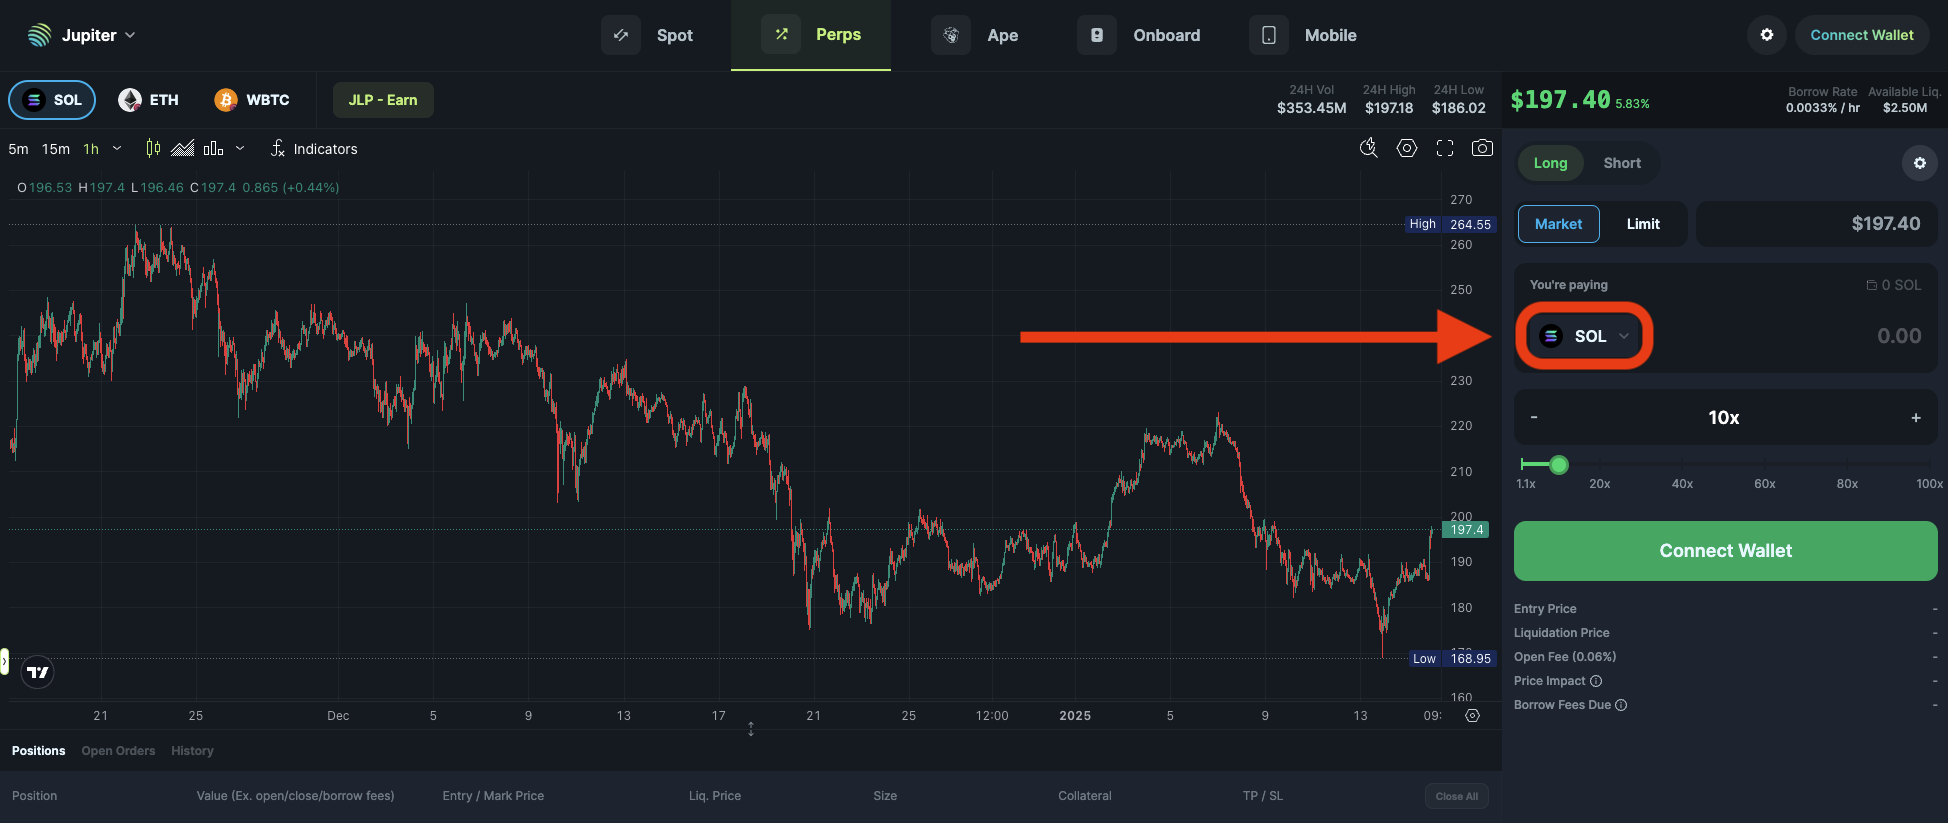 Jupiter
Spot
Perps
Ape
Onboard
Mobile
Connect Wallet
SOL
ETH
WBTC
JLP - Earn
24H Vol
$353.45M
24H High
$197.18
24H Low
$186.02
$197.40 5.83%
Borrow Rate
0.0033% / hr
Available Liq.
$2.50M
5m 15m 1h
Indicators
O196.53 H197.4 L196.46 C197.4 0.865 (+0.44%)
270
High 264.55
260
250
230
220
210
200
197.4
190
180
Low 168.95
160
21 25 Dec 5 9 13 17 21 25 12:00 2025 5 9 13 09:
Long
Short
Market
Limit
$197.40
You're paying
0 SOL
SOL
0.00
-
10x
+
1.1x 20x 40x 60x 80x 100x
Connect Wallet
Entry Price -
Liquidation Price -
Open Fee (0.06%) -
Price Impact -
Borrow Fees Due -
Positions
Open Orders
History
Position
Value (Ex. open/close/borrow fees)
Entry / Mark Price
Liq. Price
Size
Collateral
TP / SL
Close All